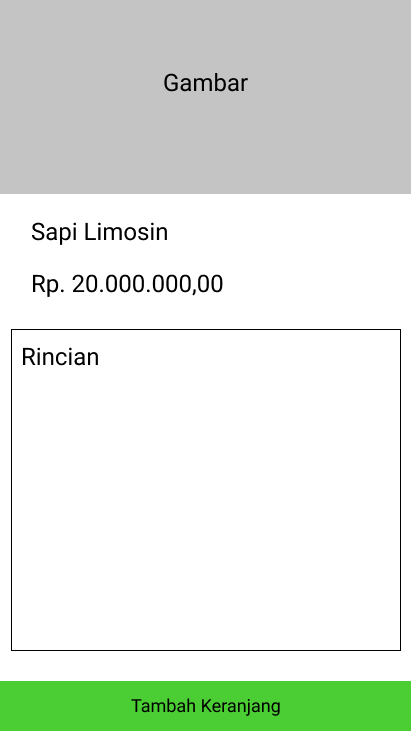 Gambar
Sapi Limosin
Rp. 20.000.000,00
Rincian
Tambah Keranjang